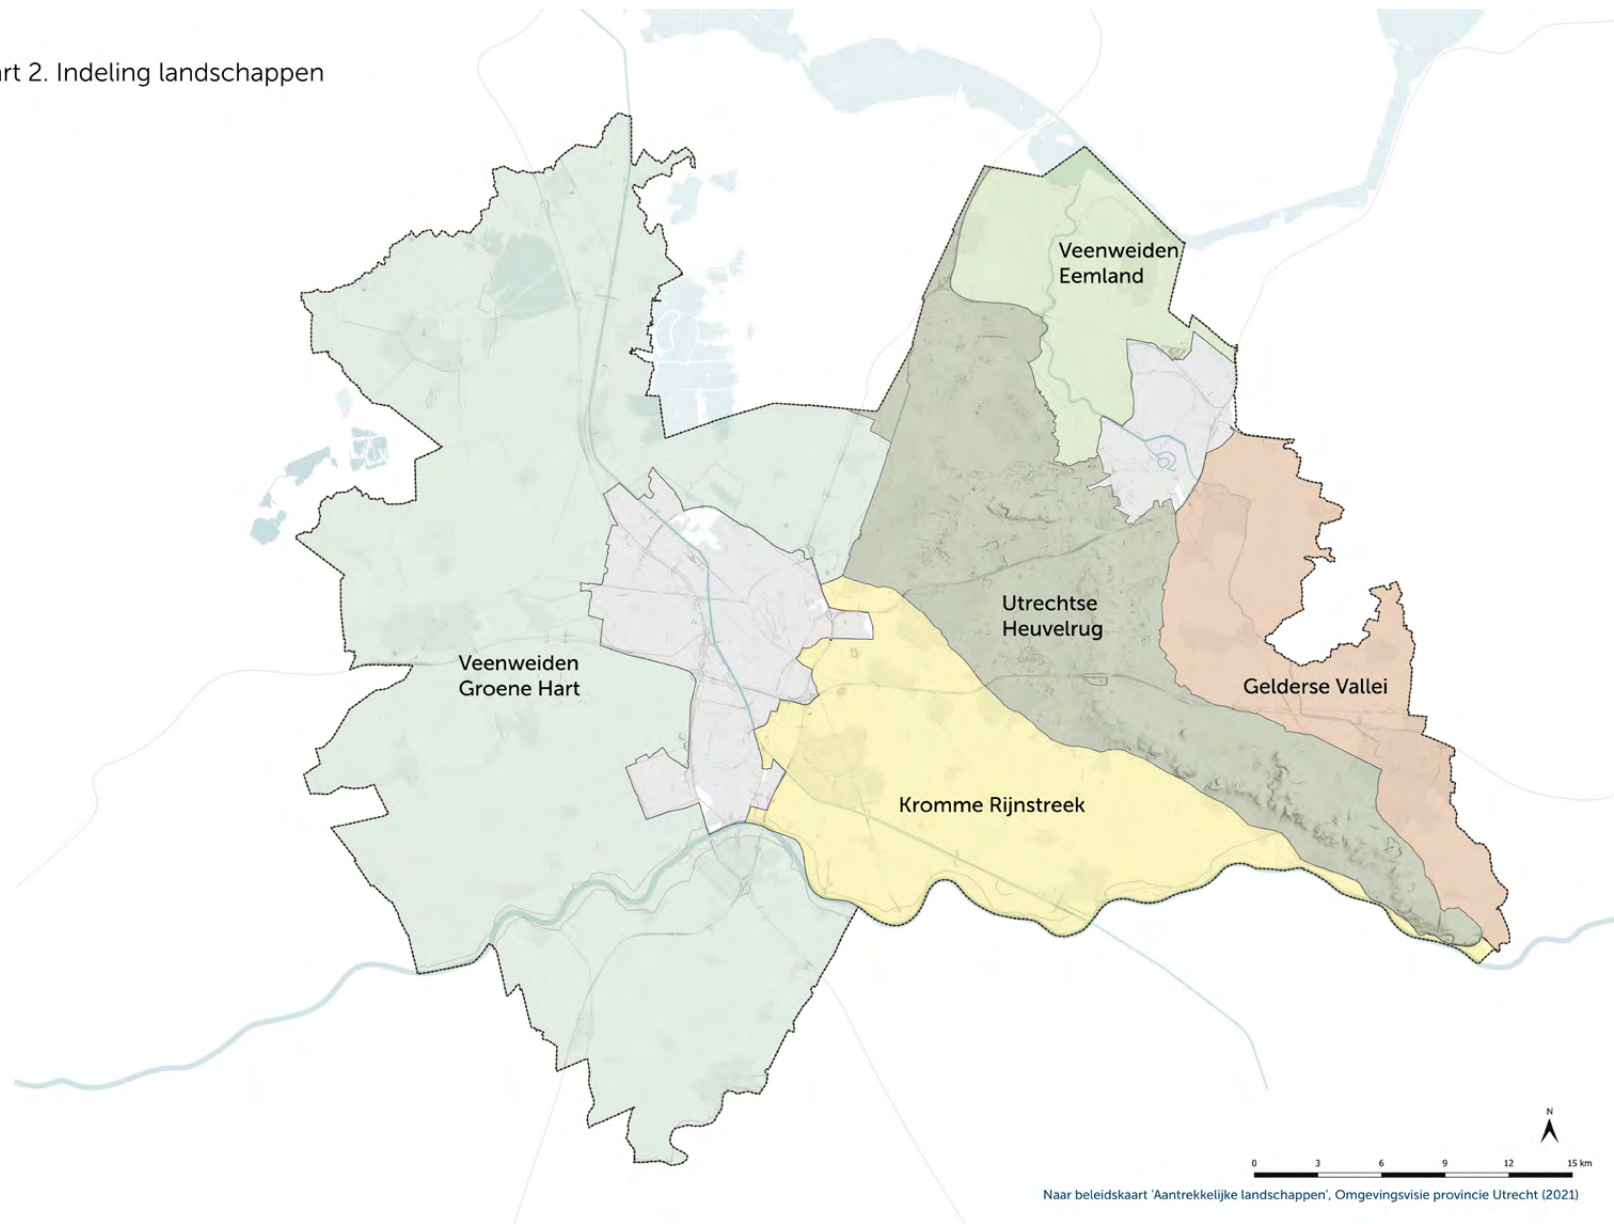 rt 2. Indeling landschappen
Veenweiden
Eemland
Utrechtse
Heuvelrug
Veenweiden
Groene Hart
Gelderse Vallei
Kromme Rijnstreek
N
0 3 6 9 12 15 km
Naar beleidskaart 'Aantrekkelijke landschappen', Omgevingsvisie provincie Utrecht (2021)